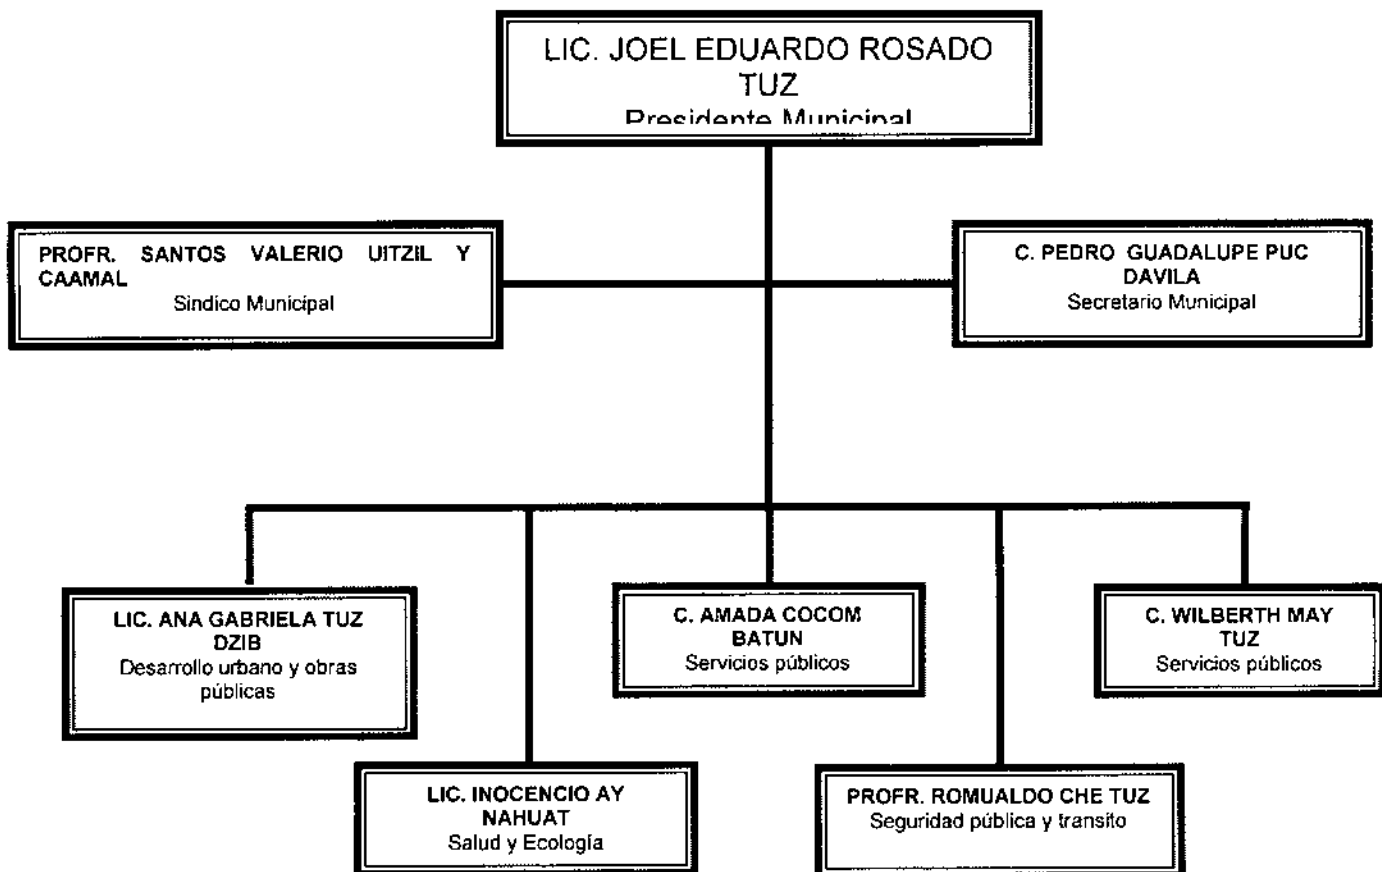 LIC. JOEL EDUARDO ROSADO
TUZ
Presidente Municipal
PROFR. SANTOS VALERIO UITZIL Y
CAAMAL
Sindico Municipal
C. PEDRO GUADALUPE PUC
DAVILA
Secretario Municipal
LIC. ANA GABRIELA TUZ
DZIB
Desarrollo urbano y obras
públicas
C. AMADA COCOM
BATUN
Servicios públicos
C. WILBERTH MAY
TUZ
Servicios públicos
LIC. INOCENCIO AY
NAHUAT
Salud y Ecología
PROFR. ROMUALDO CHE TUZ
Seguridad pública y transito